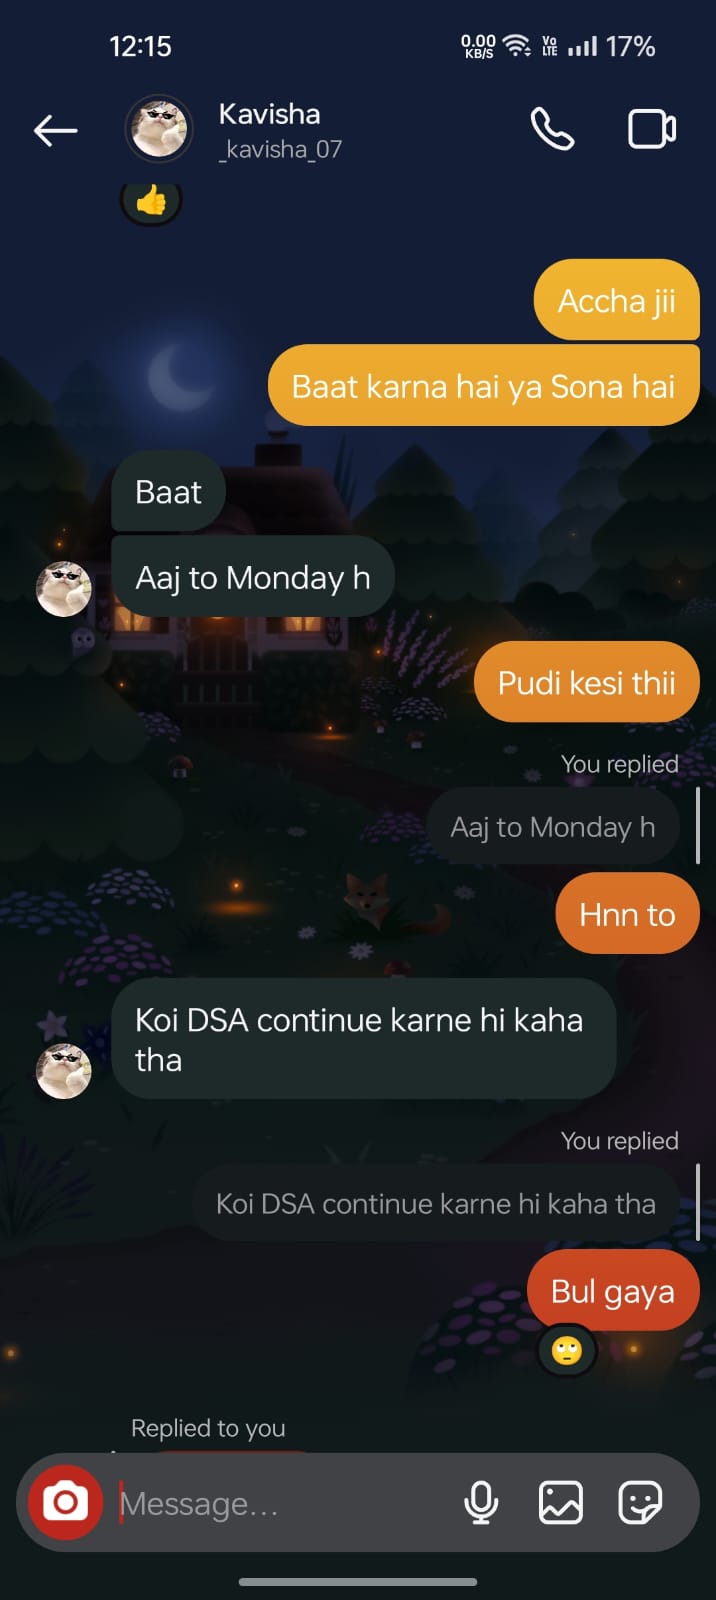 12:15
0.00 KB/S Vo LTE 17%
Kavisha
_kavisha_07
Accha jii
Baat karna hai ya Sona hai
Baat
Aaj to Monday h
Pudi kesi thii
You replied
Aaj to Monday h
Hnn to
Koi DSA continue karne hi kaha
tha
You replied
Koi DSA continue karne hi kaha tha
Bul gaya
Replied to you
Message...